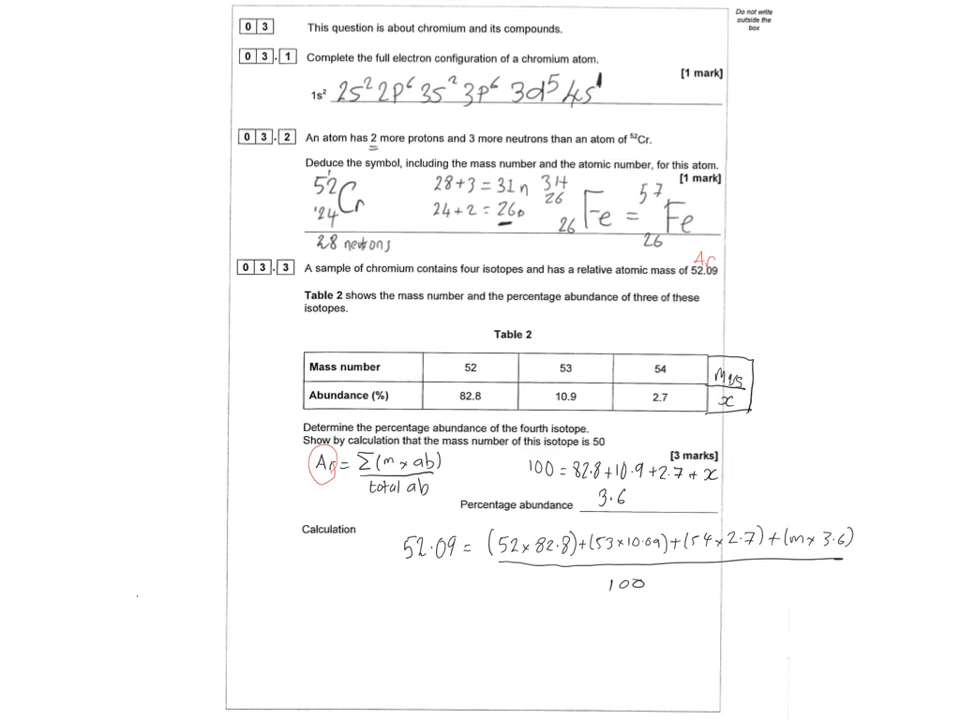 Do not write
outside the
box
0 3 This question is about chromium and its compounds.
0 3 . 1 Complete the full electron configuration of a chromium atom.
[1 mark]
1s² 2s² 2p⁶ 3s² 3p⁶ 3d⁵ 4s¹
0 3 . 2 An atom has 2 more protons and 3 more neutrons than an atom of ⁵²Cr.
Deduce the symbol, including the mass number and the atomic number, for this atom.
[1 mark]
52 Cr 28 + 3 = 31 n 31+ 57
24 24 + 2 = 26p 26 26 Fe = Fe
28 neutrons 26
0 3 . 3 A sample of chromium contains four isotopes and has a relative atomic mass of 52.09
Ar
Table 2 shows the mass number and the percentage abundance of three of these
isotopes.
Table 2
Mass number 52 53 54
Abundance (%) 82.8 10.9 2.7 x
Determine the percentage abundance of the fourth isotope.
Show by calculation that the mass number of this isotope is 50
[3 marks]
Ar = Σ(m × ab) 100 = 82.8 + 10.9 + 2.7 + x
total ab
Percentage abundance 3.6
Calculation
52.09 = (52 × 82.8) + (53 × 10.09) + (54 × 2.7) + (m × 3.6)
100